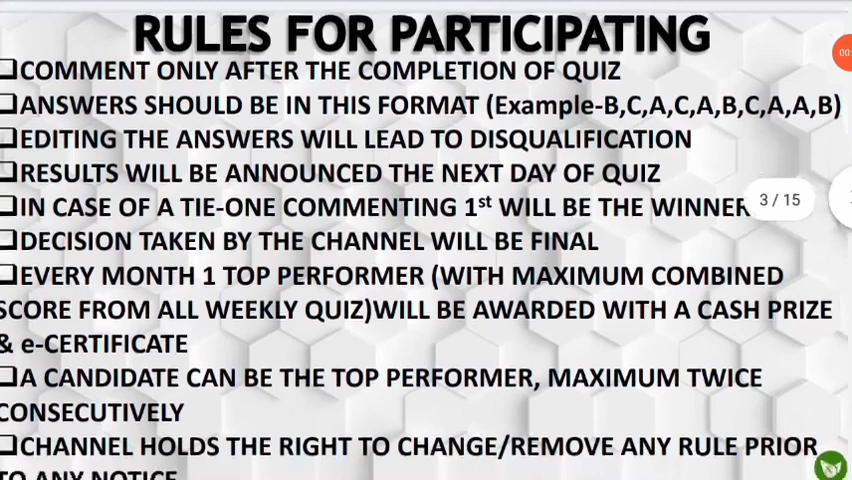 RULES FOR PARTICIPATING
COMMENT ONLY AFTER THE COMPLETION OF QUIZ
ANSWERS SHOULD BE IN THIS FORMAT (Example-B,C,A,C,A,B,C,A,A,B)
EDITING THE ANSWERS WILL LEAD TO DISQUALIFICATION
RESULTS WILL BE ANNOUNCED THE NEXT DAY OF QUIZ
IN CASE OF A TIE-ONE COMMENTING 1st WILL BE THE WINNER
3 / 15
DECISION TAKEN BY THE CHANNEL WILL BE FINAL
EVERY MONTH 1 TOP PERFORMER (WITH MAXIMUM COMBINED
SCORE FROM ALL WEEKLY QUIZ)WILL BE AWARDED WITH A CASH PRIZE
& e-CERTIFICATE
A CANDIDATE CAN BE THE TOP PERFORMER, MAXIMUM TWICE
CONSECUTIVELY
CHANNEL HOLDS THE RIGHT TO CHANGE/REMOVE ANY RULE PRIOR
TO ANY NOTICE